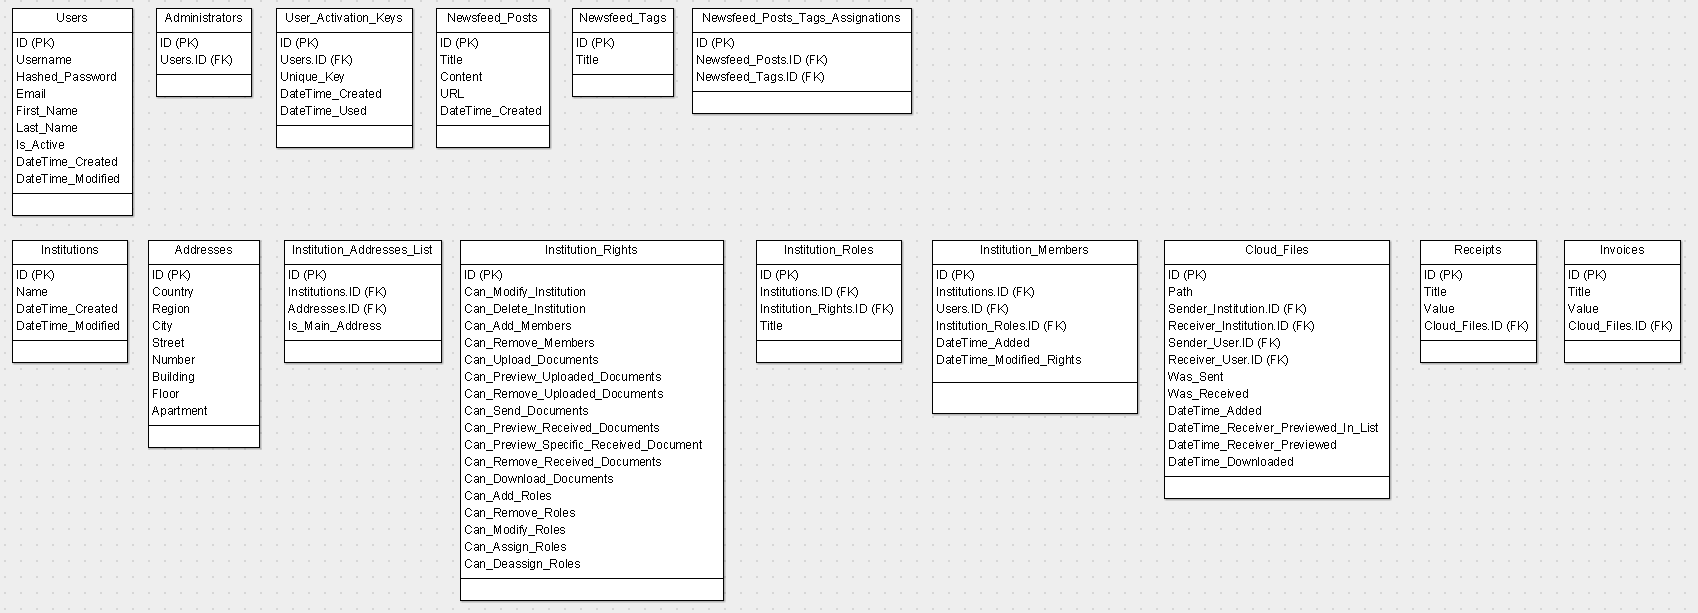 Users
ID (PK)
Username
Hashed_Password
Email
First_Name
Last_Name
Is_Active
DateTime_Created
DateTime_Modified
Administrators
ID (PK)
Users.ID (FK)
User_Activation_Keys
ID (PK)
Users.ID (FK)
Unique_Key
DateTime_Created
DateTime_Used
Newsfeed_Posts
ID (PK)
Title
Content
URL
DateTime_Created
Newsfeed_Tags
ID (PK)
Title
Newsfeed_Posts_Tags_Assignations
ID (PK)
Newsfeed_Posts.ID (FK)
Newsfeed_Tags.ID (FK)
Institutions
ID (PK)
Name
DateTime_Created
DateTime_Modified
Addresses
ID (PK)
Country
Region
City
Street
Number
Building
Floor
Apartment
Institution_Addresses_List
ID (PK)
Institutions.ID (FK)
Addresses.ID (FK)
Is_Main_Address
Institution_Rights
ID (PK)
Can_Modify_Institution
Can_Delete_Institution
Can_Add_Members
Can_Remove_Members
Can_Upload_Documents
Can_Preview_Uploaded_Documents
Can_Remove_Uploaded_Documents
Can_Send_Documents
Can_Preview_Received_Documents
Can_Preview_Specific_Received_Document
Can_Remove_Received_Documents
Can_Download_Documents
Can_Add_Roles
Can_Remove_Roles
Can_Modify_Roles
Can_Assign_Roles
Can_Deassign_Roles
Institution_Roles
ID (PK)
Institutions.ID (FK)
Institution_Rights.ID (FK)
Title
Institution_Members
ID (PK)
Institutions.ID (FK)
Users.ID (FK)
Institution_Roles.ID (FK)
DateTime_Added
DateTime_Modified_Rights
Cloud_Files
ID (PK)
Path
Sender_Institution.ID (FK)
Receiver_Institution.ID (FK)
Sender_User.ID (FK)
Receiver_User.ID (FK)
Was_Sent
Was_Received
DateTime_Added
DateTime_Receiver_Previewed_In_List
DateTime_Receiver_Previewed
DateTime_Downloaded
Receipts
ID (PK)
Title
Value
Cloud_Files.ID (FK)
Invoices
ID (PK)
Title
Value
Cloud_Files.ID (FK)